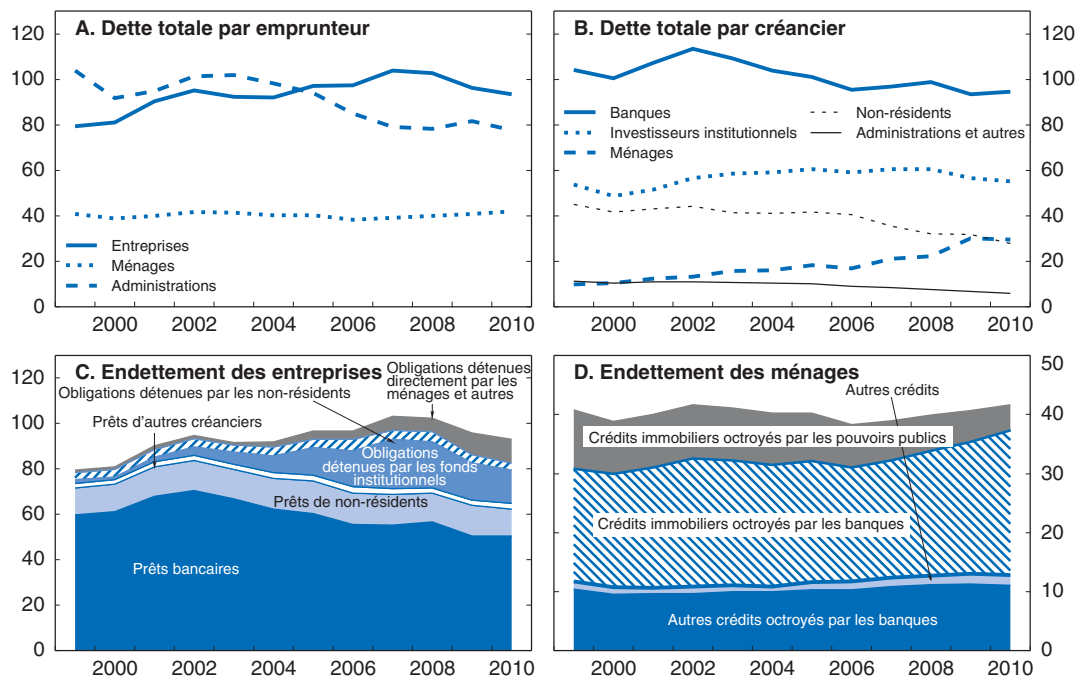 A. Dette totale par emprunteur
120
100
80
60
40
20
0
Entreprises
Ménages
Administrations
2000 2002 2004 2006 2008 2010
B. Dette totale par créancier
Banques
Investisseurs institutionnels
Ménages
Non-résidents
Administrations et autres
120
100
80
60
40
20
0
2000 2002 2004 2006 2008 2010
C. Endettement des entreprises
120
100
80
60
40
20
0
Obligations détenues
directement par les
ménages et autres
Obligations détenues par les non-résidents
Prêts d'autres créanciers
Obligations
détenues par les fonds
institutionnels
Prêts de non-résidents
Prêts bancaires
2000 2002 2004 2006 2008 2010
D. Endettement des ménages
50
40
30
20
10
0
Autres crédits
Crédits immobiliers octroyés par les pouvoirs publics
Crédits immobiliers octroyés par les banques
Autres crédits octroyés par les banques
2000 2002 2004 2006 2008 2010